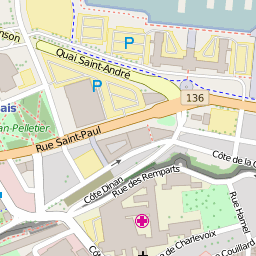 nson
Quai Saint-André
P
P
136
ais
an-Pelletier
Rue Saint-Paul
Côte de la C
Côte Dinan
Rue des Remparts
Rue Hamel
de Charlevoix
e Couillard